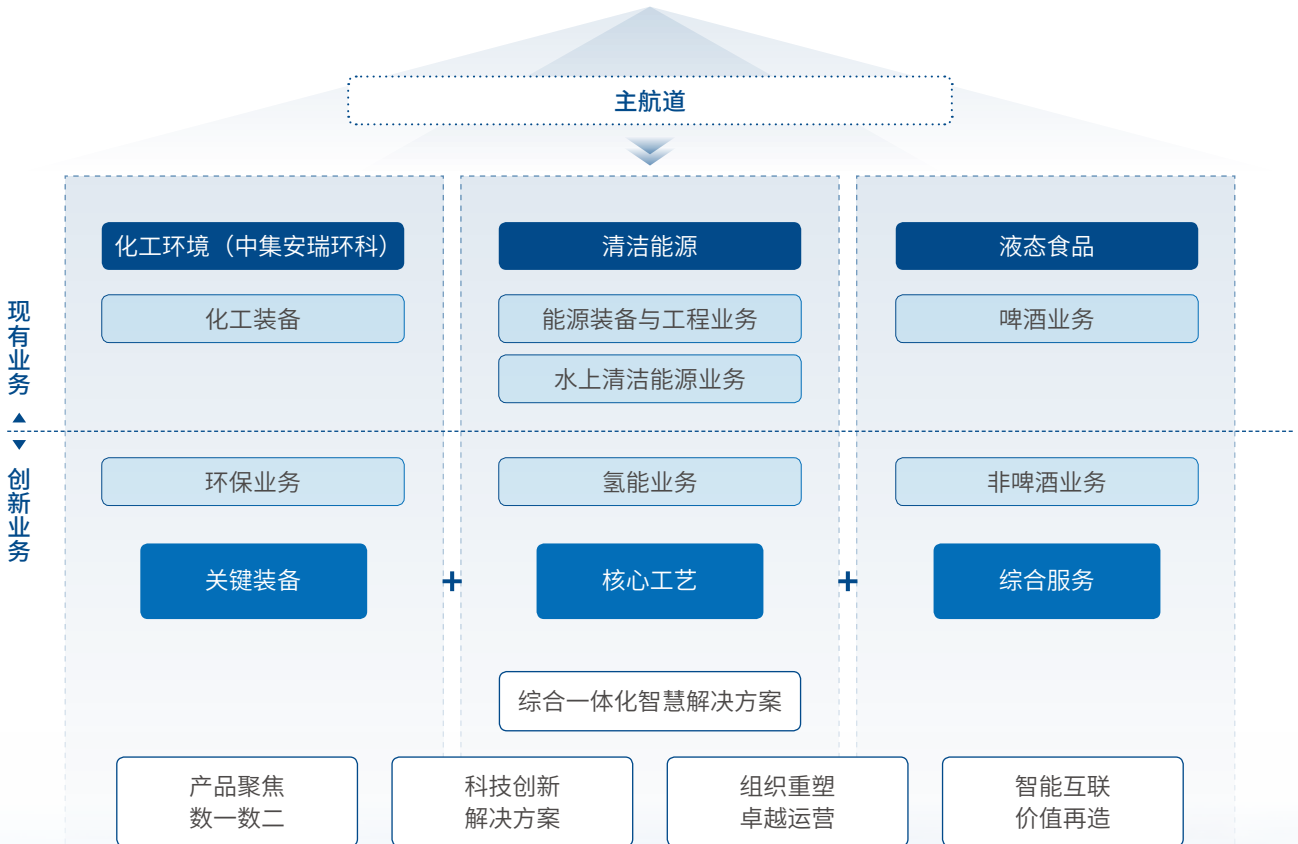 主航道
化工环境（中集安瑞环科）
清洁能源
液态食品
现有业务
化工装备
能源装备与工程业务
啤酒业务
水上清洁能源业务
创新业务
环保业务
氢能业务
非啤酒业务
关键装备
+
核心工艺
+
综合服务
综合一体化智慧解决方案
产品聚焦
数一数二
科技创新
解决方案
组织重塑
卓越运营
智能互联
价值再造